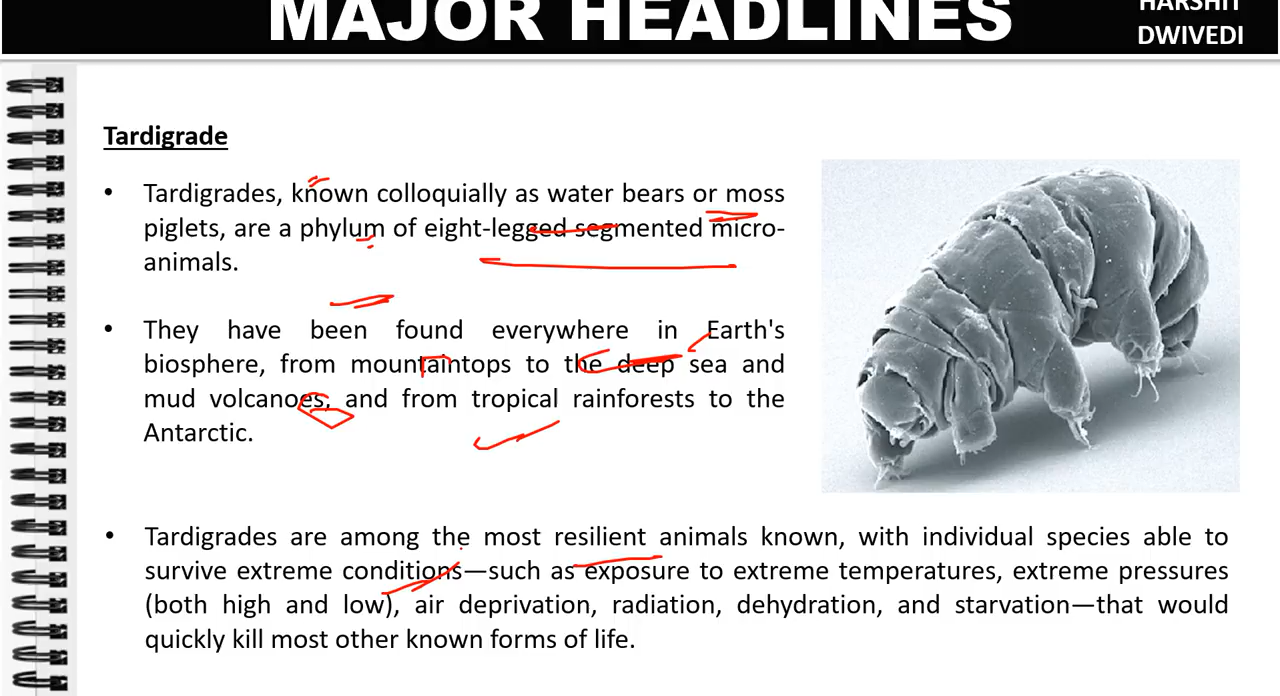 MAJOR HEADLINES
HARSHIT
DWIVEDI
Tardigrade
• Tardigrades, known colloquially as water bears or moss
piglets, are a phylum of eight-legged segmented micro-
animals.
• They have been found everywhere in Earth's
biosphere, from mountaintops to the deep sea and
mud volcanoes, and from tropical rainforests to the
Antarctic.
• Tardigrades are among the most resilient animals known, with individual species able to
survive extreme conditions—such as exposure to extreme temperatures, extreme pressures
(both high and low), air deprivation, radiation, dehydration, and starvation—that would
quickly kill most other known forms of life.